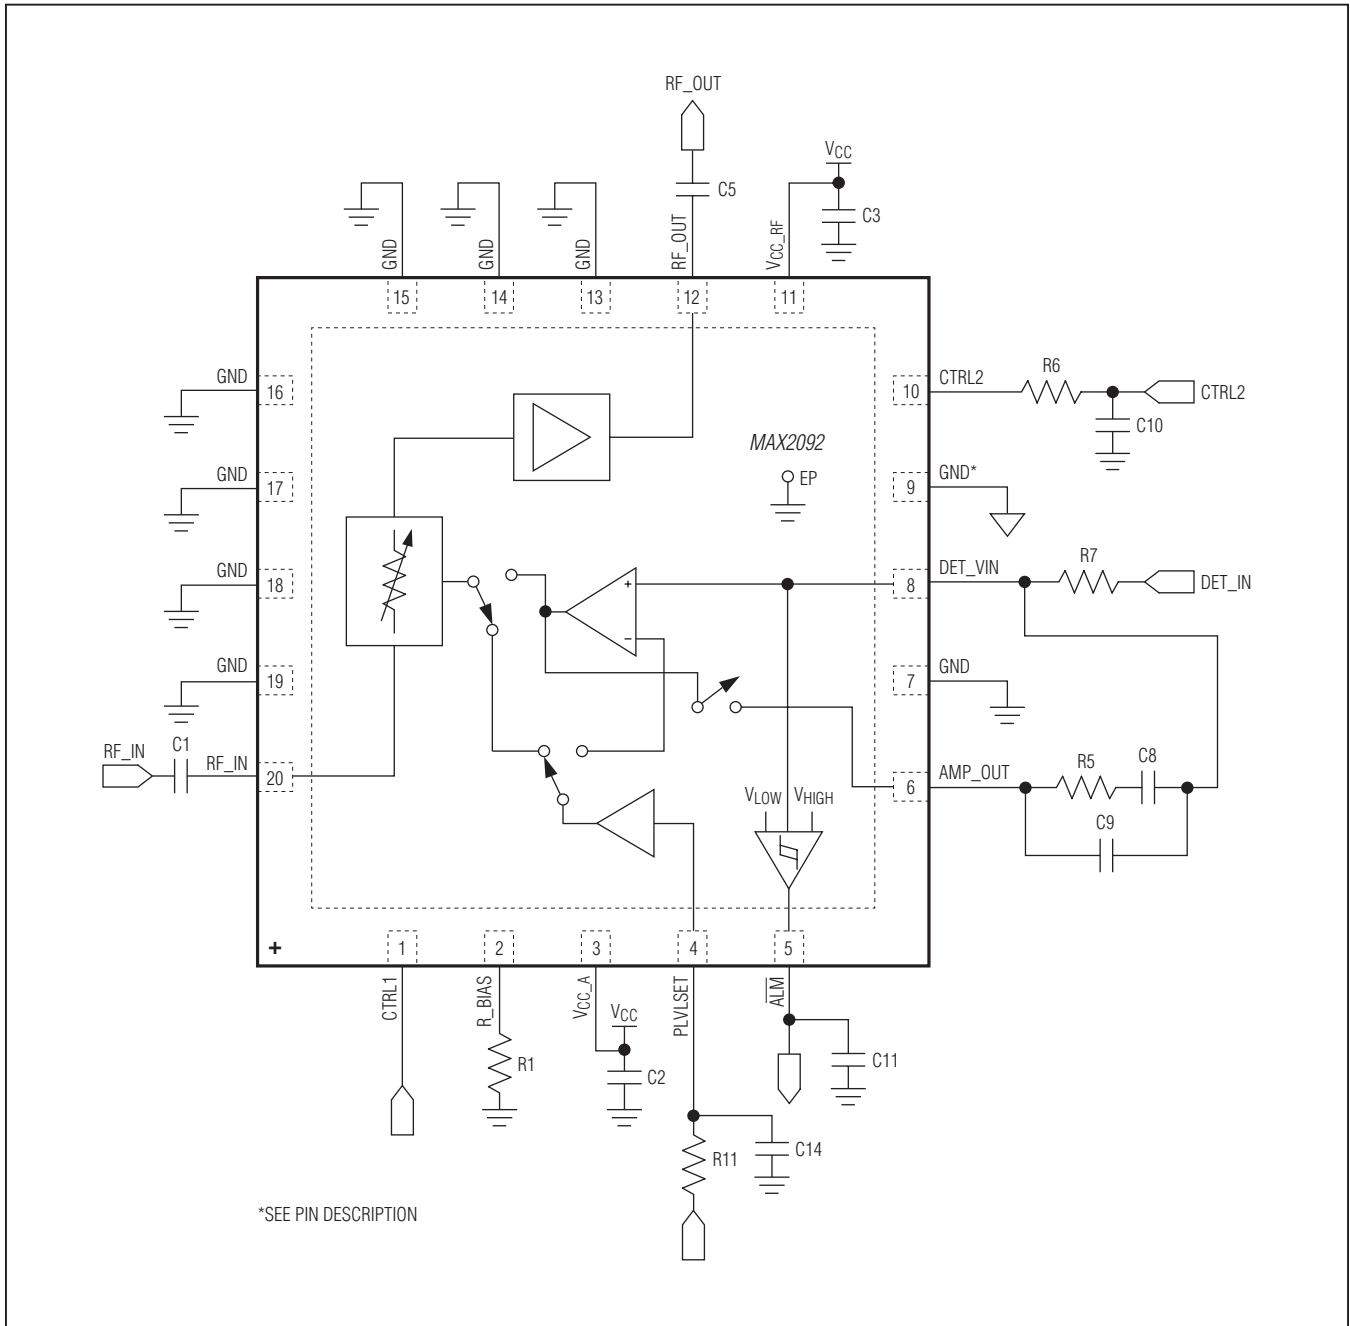 RF_OUT
VCC
C5
C3
GND
GND
GND
RF_OUT
VCC_RF
15
14
13
12
11
GND
16
10
CTRL2
R6
CTRL2
C10
MAX2092
EP
GND
17
9
GND*
GND
18
+
−
8
DET_VIN
R7
DET_IN
GND
19
7
GND
RF_IN
C1
RF_IN
20
6
AMP_OUT
R5
C8
C9
VLOW
VHIGH
+
1
2
3
4
5
CTRL1
R_BIAS
VCC_A
PLVLSET
ALM
VCC
R1
C2
C11
R11
C14
*SEE PIN DESCRIPTION